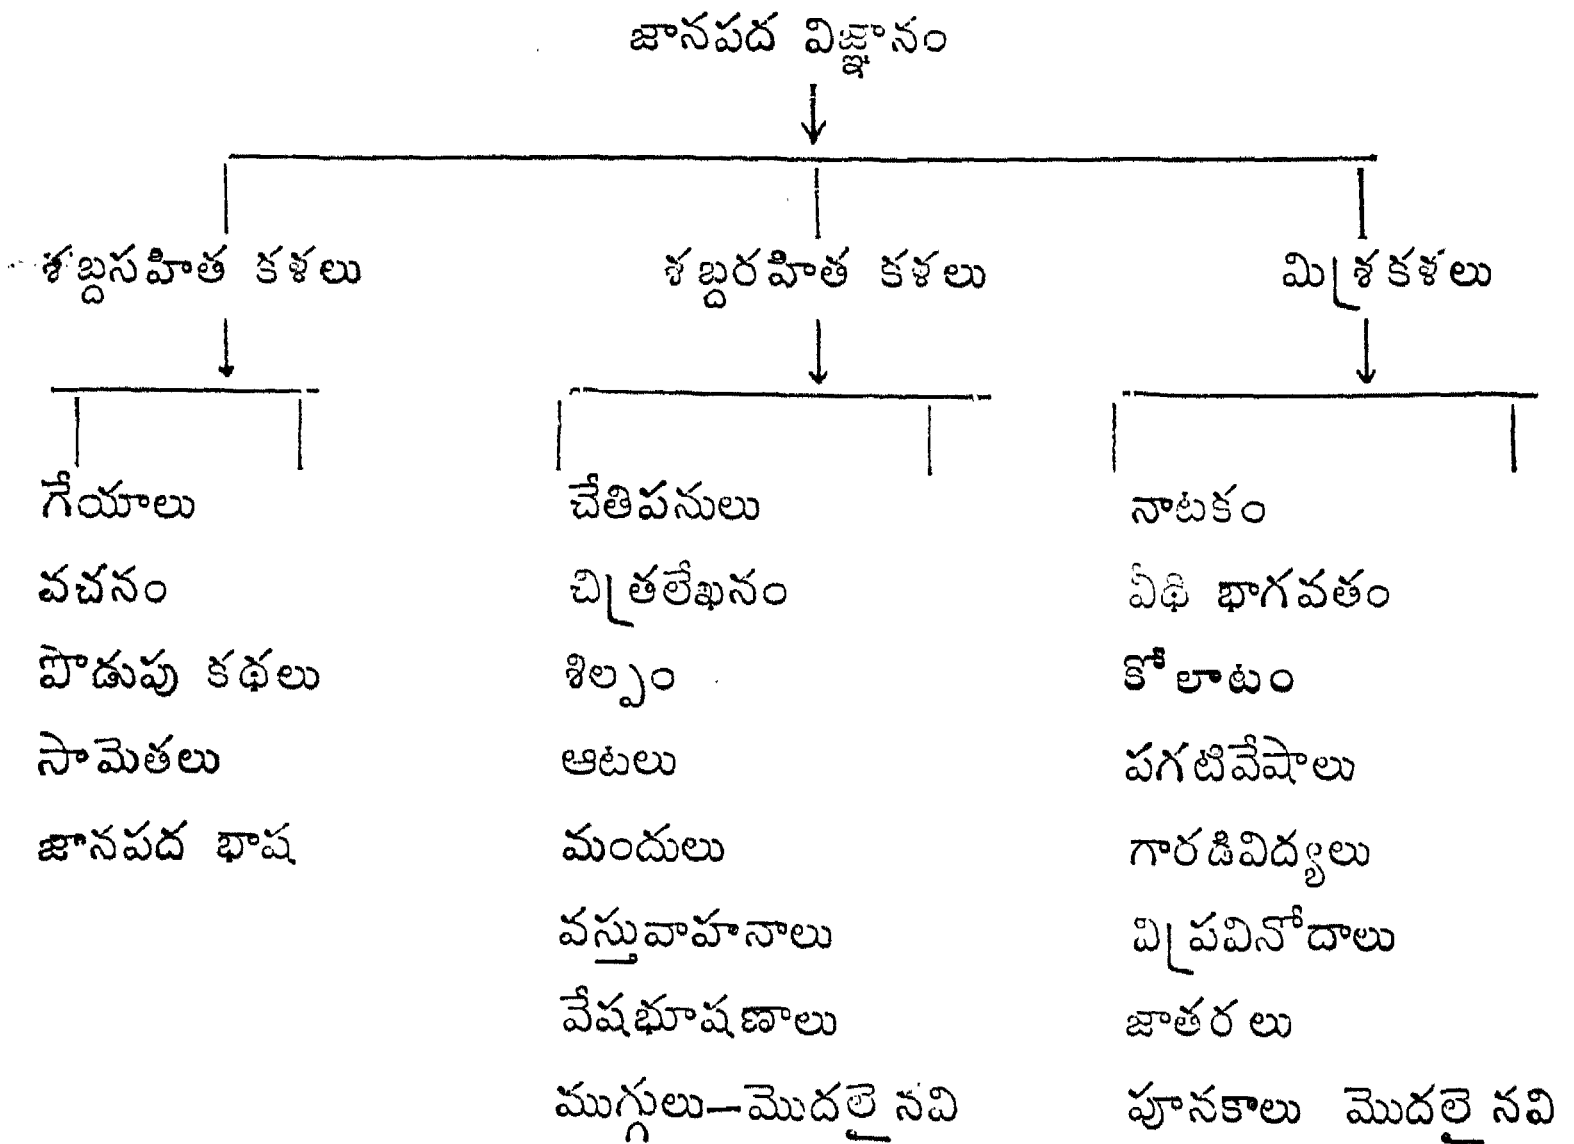 జానపద విజ్ఞానం
శబ్దసహిత కళలు
శబ్దరహిత కళలు
మిశ్రకళలు
గేయాలు
వచనం
పొడుపు కథలు
సామెతలు
జానపద భాష
చేతిపనులు
చిత్రలేఖనం
శిల్పం
ఆటలు
మందులు
వస్తువాహనాలు
వేషభూషణాలు
ముగ్గులు—మొదలైనవి
నాటకం
వీథి భాగవతం
కోలాటం
పగటివేషాలు
గారడివిద్యలు
విప్రవినోదాలు
జాతరలు
పూనకాలు మొదలైనవి